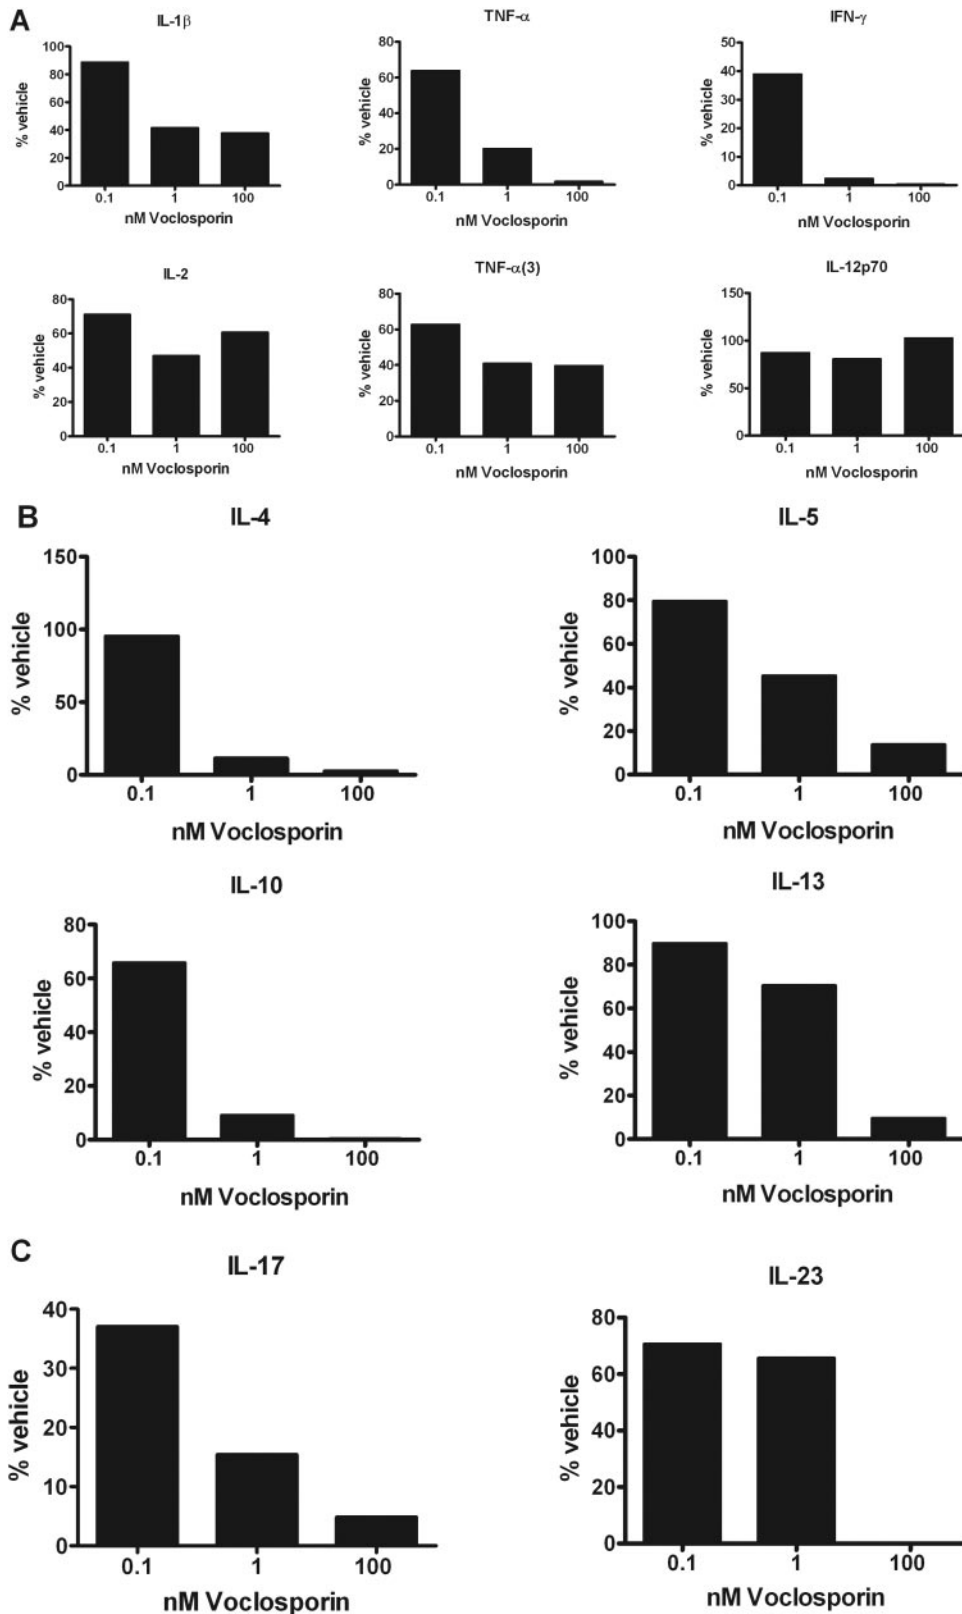 A
IL-1β
% vehicle
100
80
60
40
20
0
0.1 1 100
nM Voclosporin
TNF-α
% vehicle
80
60
40
20
0
0.1 1 100
nM Voclosporin
IFN-γ
% vehicle
50
40
30
20
10
0
0.1 1 100
nM Voclosporin
IL-2
% vehicle
80
60
40
20
0
0.1 1 100
nM Voclosporin
TNF-α(3)
% vehicle
80
60
40
20
0
0.1 1 100
nM Voclosporin
IL-12p70
% vehicle
150
100
50
0
0.1 1 100
nM Voclosporin
B
IL-4
% vehicle
150
100
50
0
0.1 1 100
nM Voclosporin
IL-5
% vehicle
100
80
60
40
20
0
0.1 1 100
nM Voclosporin
IL-10
% vehicle
80
60
40
20
0
0.1 1 100
nM Voclosporin
IL-13
% vehicle
100
80
60
40
20
0
0.1 1 100
nM Voclosporin
C
IL-17
% vehicle
40
30
20
10
0
0.1 1 100
nM Voclosporin
IL-23
% vehicle
80
60
40
20
0
0.1 1 100
nM Voclosporin